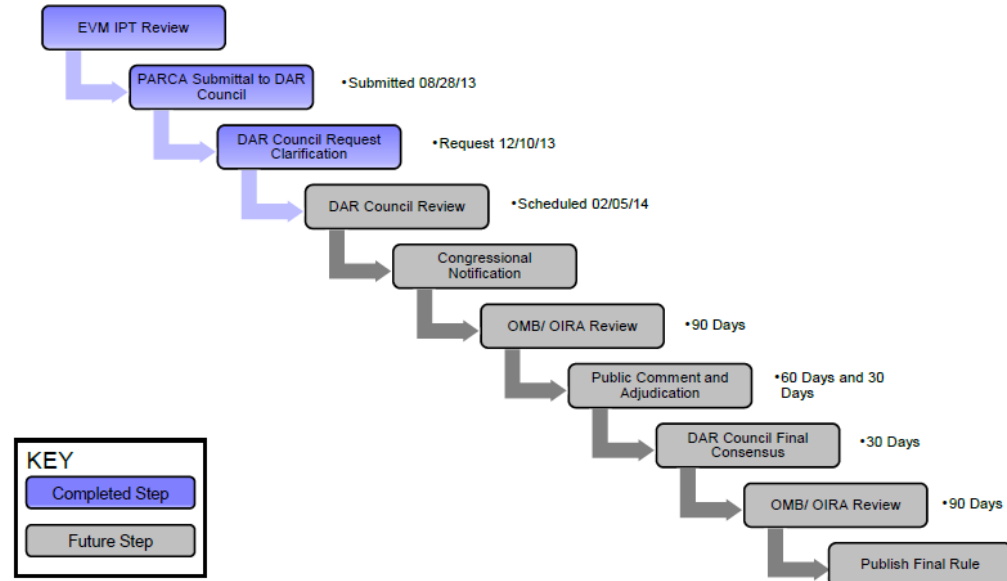 EVM IPT Review
PARCA Submittal to DAR
Council
•Submitted 08/28/13
DAR Council Request
Clarification
•Request 12/10/13
DAR Council Review
•Scheduled 02/05/14
Congressional
Notification
OMB/ OIRA Review
•90 Days
Public Comment and
Adjudication
•60 Days and 30
Days
DAR Council Final
Consensus
•30 Days
OMB/ OIRA Review
•90 Days
Publish Final Rule
KEY
Completed Step
Future Step